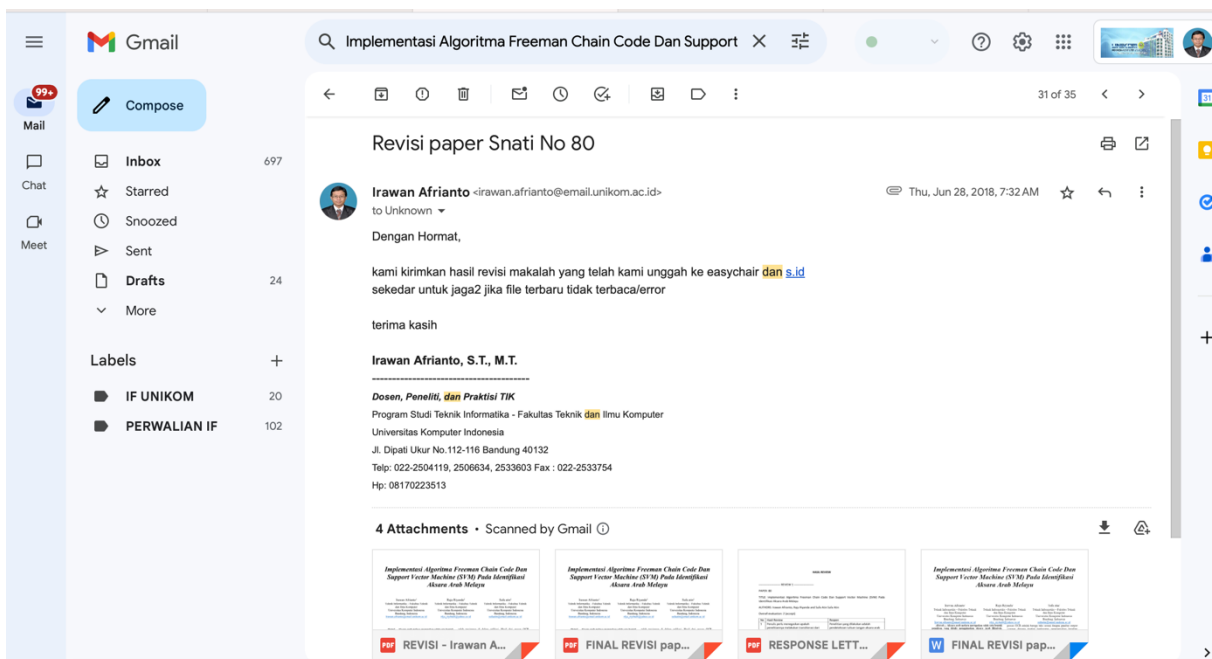 Gmail
Implementasi Algoritma Freeman Chain Code Dan Support
99+
Mail
Chat
Meet
Compose
Inbox 697
Starred
Snoozed
Sent
Drafts 24
More
Labels
IF UNIKOM 20
PERWALIAN IF 102
31 of 35
Revisi paper Snati No 80
Irawan Afrianto <irawan.afrianto@email.unikom.ac.id>
Thu, Jun 28, 2018, 7:32 AM
to Unknown
Dengan Hormat,
kami kirimkan hasil revisi makalah yang telah kami unggah ke easychair dan s.id
sekedar untuk jaga2 jika file terbaru tidak terbaca/error
terima kasih
Irawan Afrianto, S.T., M.T.
----------------------------------------
Dosen, Peneliti, dan Praktisi TIK
Program Studi Teknik Informatika - Fakultas Teknik dan Ilmu Komputer
Universitas Komputer Indonesia
Jl. Dipati Ukur No.112-116 Bandung 40132
Telp: 022-2504119, 2506634, 2533603 Fax : 022-2533754
Hp: 08170223513
4 Attachments • Scanned by Gmail
Implementasi Algoritma Freeman Chain Code Dan
Support Vector Machine (SVM) Pada Identifikasi
Aksara Arab Melayu
PDF REVISI - Irawan A...
Implementasi Algoritma Freeman Chain Code Dan
Support Vector Machine (SVM) Pada Identifikasi
Aksara Arab Melayu
PDF FINAL REVISI pap...
PDF RESPONSE LETT...
Implementasi Algoritma Freeman Chain Code Dan
Support Vector Machine (SVM) Pada Identifikasi
Aksara Arab Melayu
W FINAL REVISI pap...
31